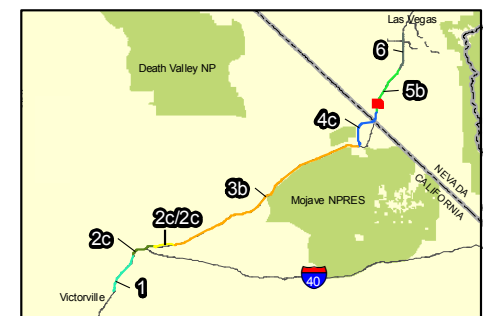 Las Vegas
6
Death Valley NP
5b
4c
NEVADA
CALIFORNIA
3b
Mojave NPRES
2c/2c
2c
40
1
Victorville